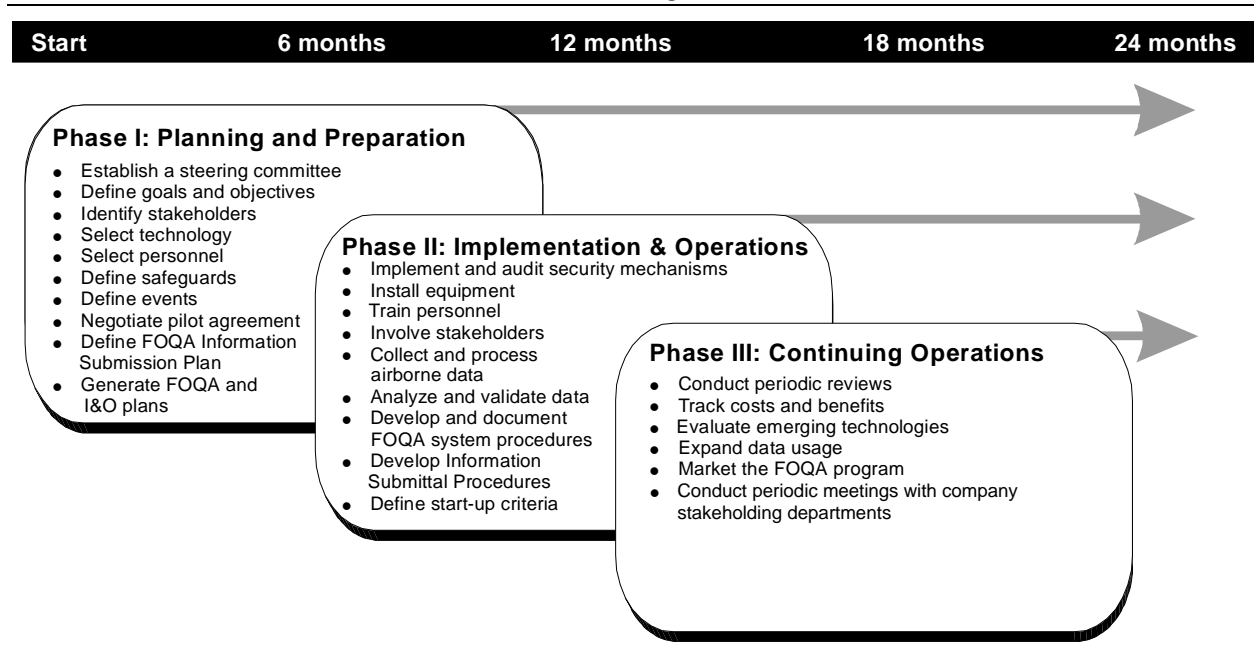 Start 6 months 12 months 18 months 24 months
Phase I: Planning and Preparation
● Establish a steering committee
● Define goals and objectives
● Identify stakeholders
● Select technology
● Select personnel
● Define safeguards
● Define events
● Negotiate pilot agreement
● Define FOQA Information
Submission Plan
● Generate FOQA and
I&O plans
Phase II: Implementation & Operations
● Implement and audit security mechanisms
● Install equipment
● Train personnel
● Involve stakeholders
● Collect and process
airborne data
● Analyze and validate data
● Develop and document
FOQA system procedures
● Develop Information
Submittal Procedures
● Define start-up criteria
Phase III: Continuing Operations
● Conduct periodic reviews
● Track costs and benefits
● Evaluate emerging technologies
● Expand data usage
● Market the FOQA program
● Conduct periodic meetings with company
stakeholding departments